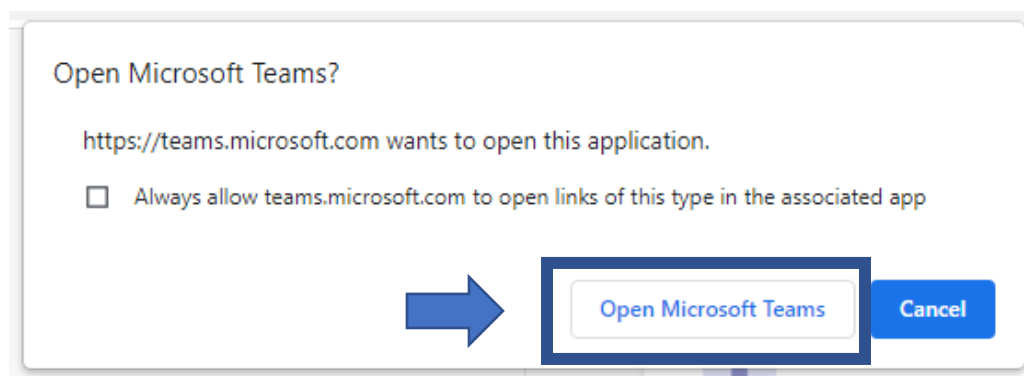 Open Microsoft Teams?
https://teams.microsoft.com wants to open this application.
Always allow teams.microsoft.com to open links of this type in the associated app
Open Microsoft Teams
Cancel